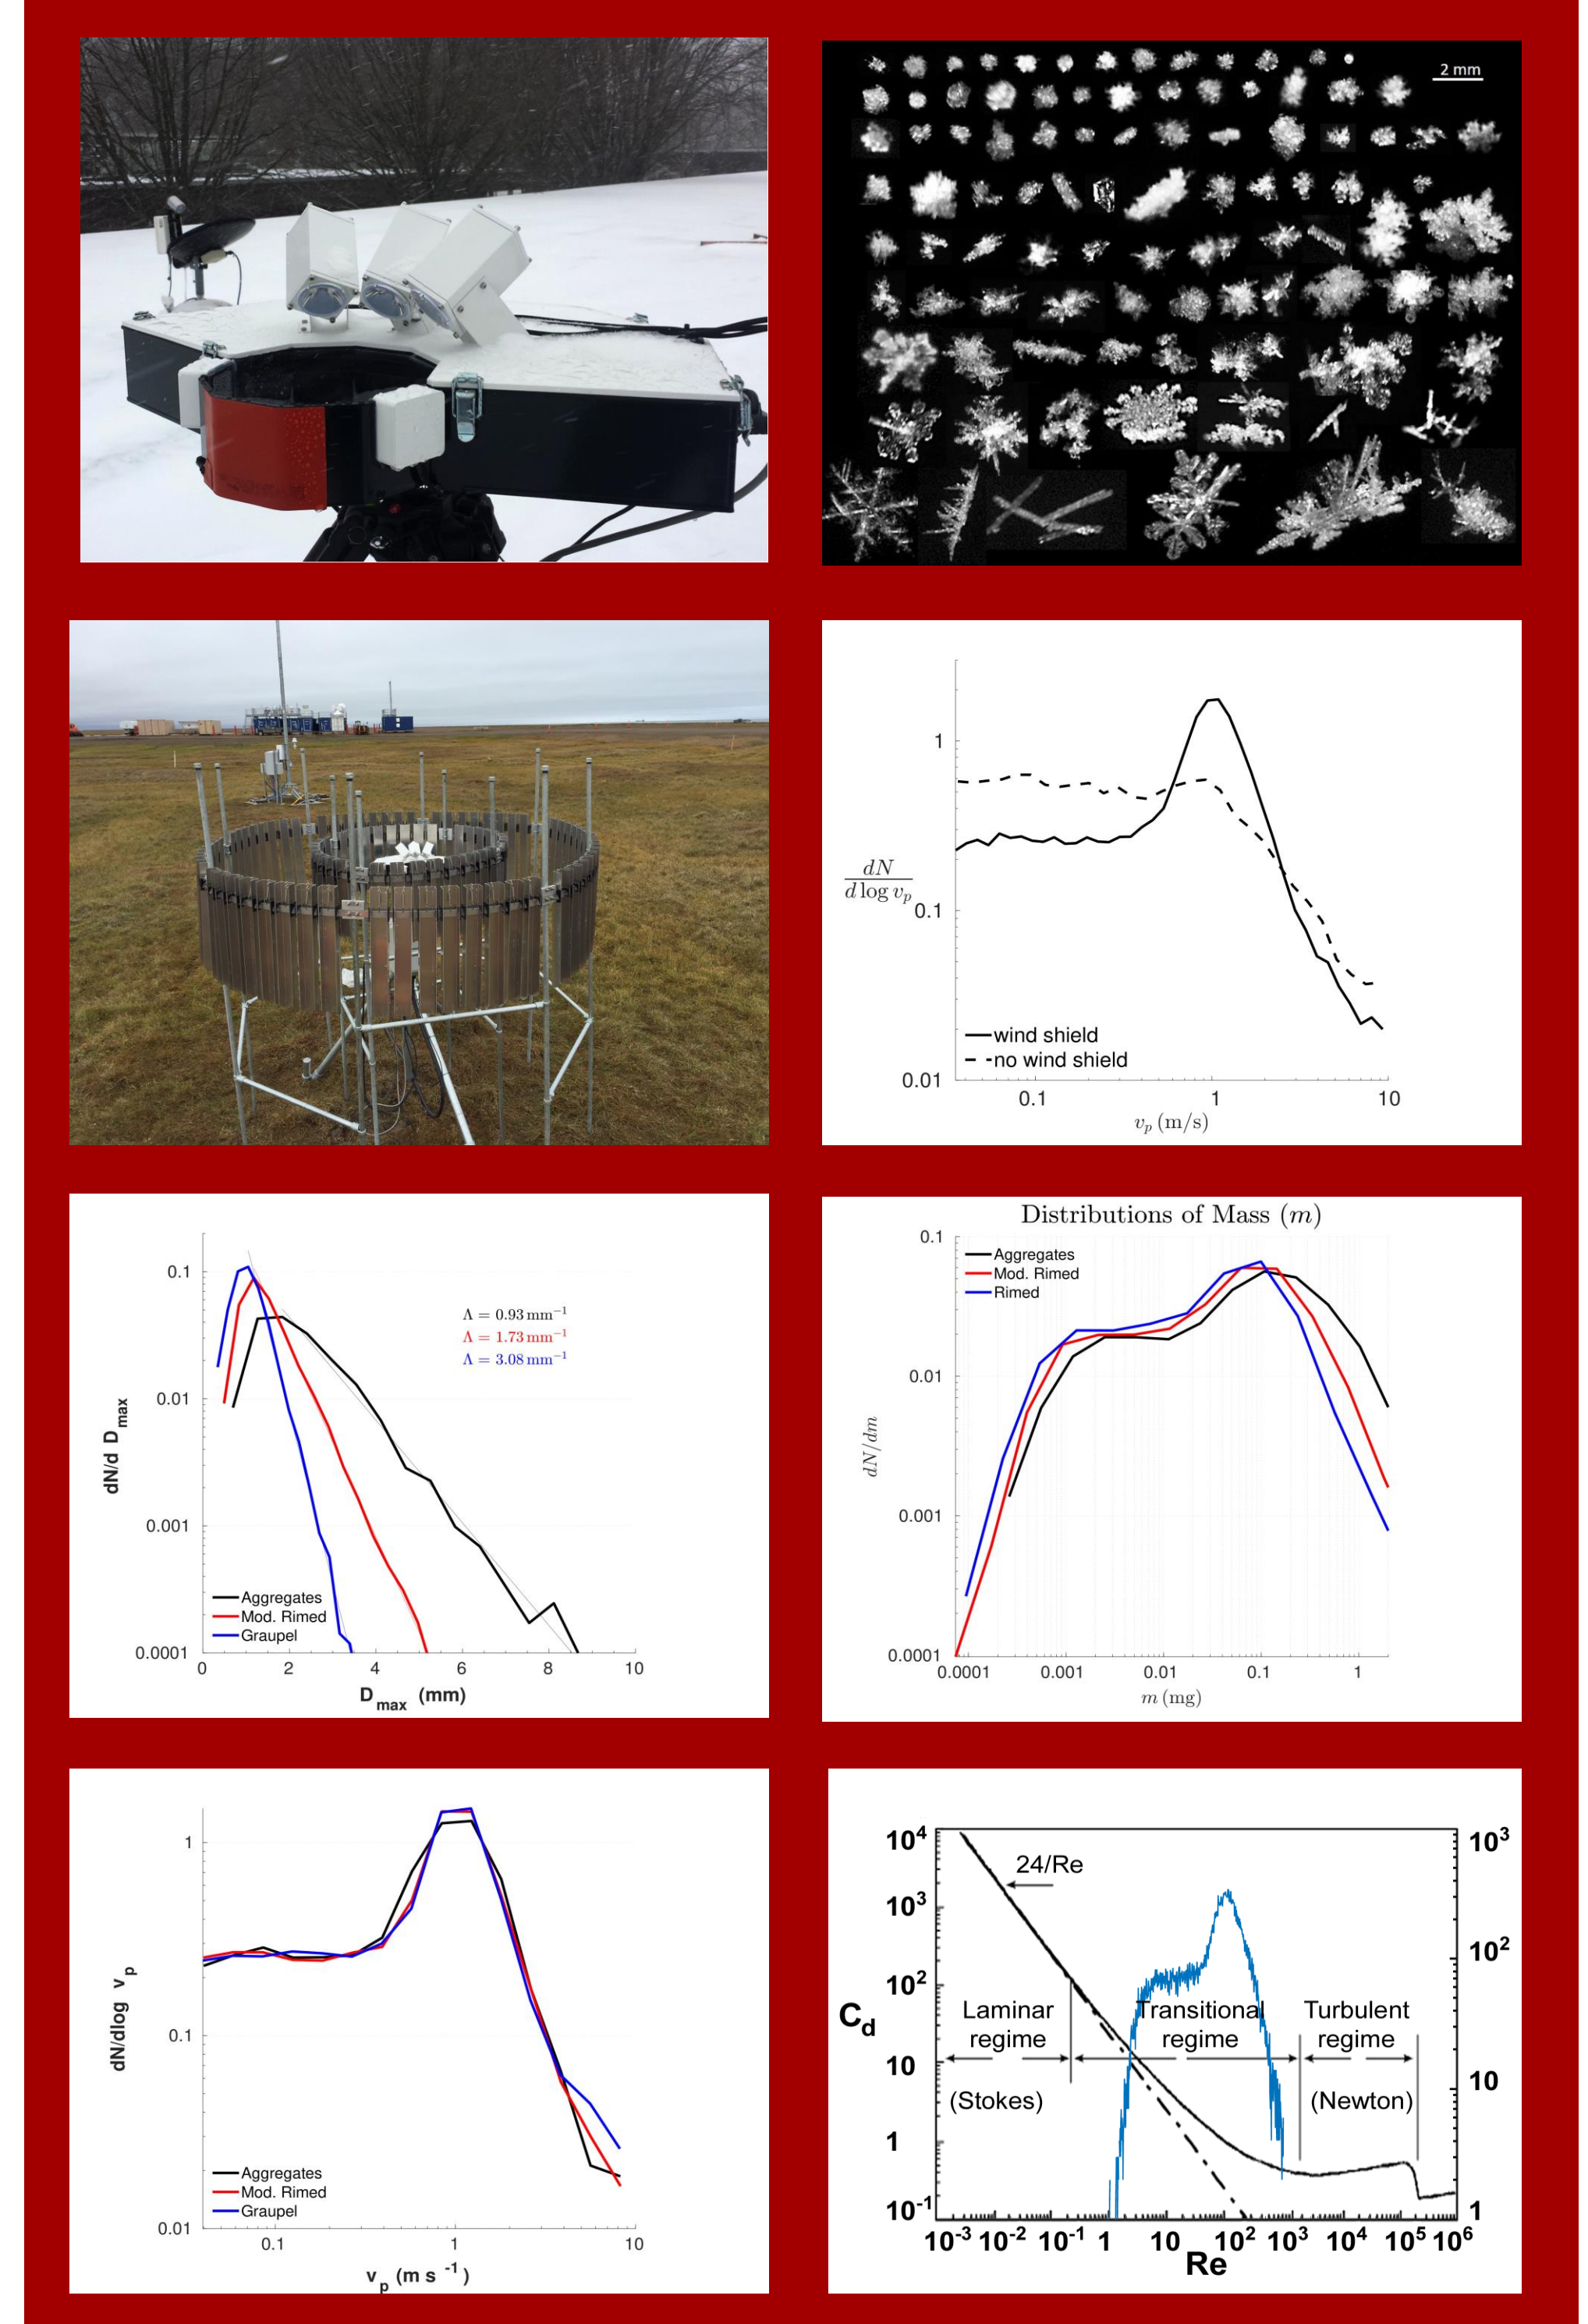 2 mm
1
dN
d log v_p
0.1
wind shield
no wind shield
0.01
0.1
1
10
v_p (m/s)
0.1
0.01
0.001
0.0001
dN/d D_max
Λ = 0.93 mm⁻¹
Λ = 1.73 mm⁻¹
Λ = 3.08 mm⁻¹
Aggregates
Mod. Rimed
Graupel
0
2
4
6
8
10
D_max (mm)
Distributions of Mass (m)
0.1
0.01
0.001
0.0001
dN/dm
Aggregates
Mod. Rimed
Rimed
0.0001
0.001
0.01
0.1
1
m (mg)
1
0.1
0.01
dN/dlog v_p
Aggregates
Mod. Rimed
Graupel
0.1
1
10
v_p (m s⁻¹)
10⁴
10³
10²
10
1
10⁻¹
C_d
24/Re
Laminar
regime
(Stokes)
Transitional
regime
Turbulent
regime
(Newton)
10³
10²
10
1
10⁻³
10⁻²
10⁻¹
1
10
10²
10³
10⁴
10⁵
10⁶
Re